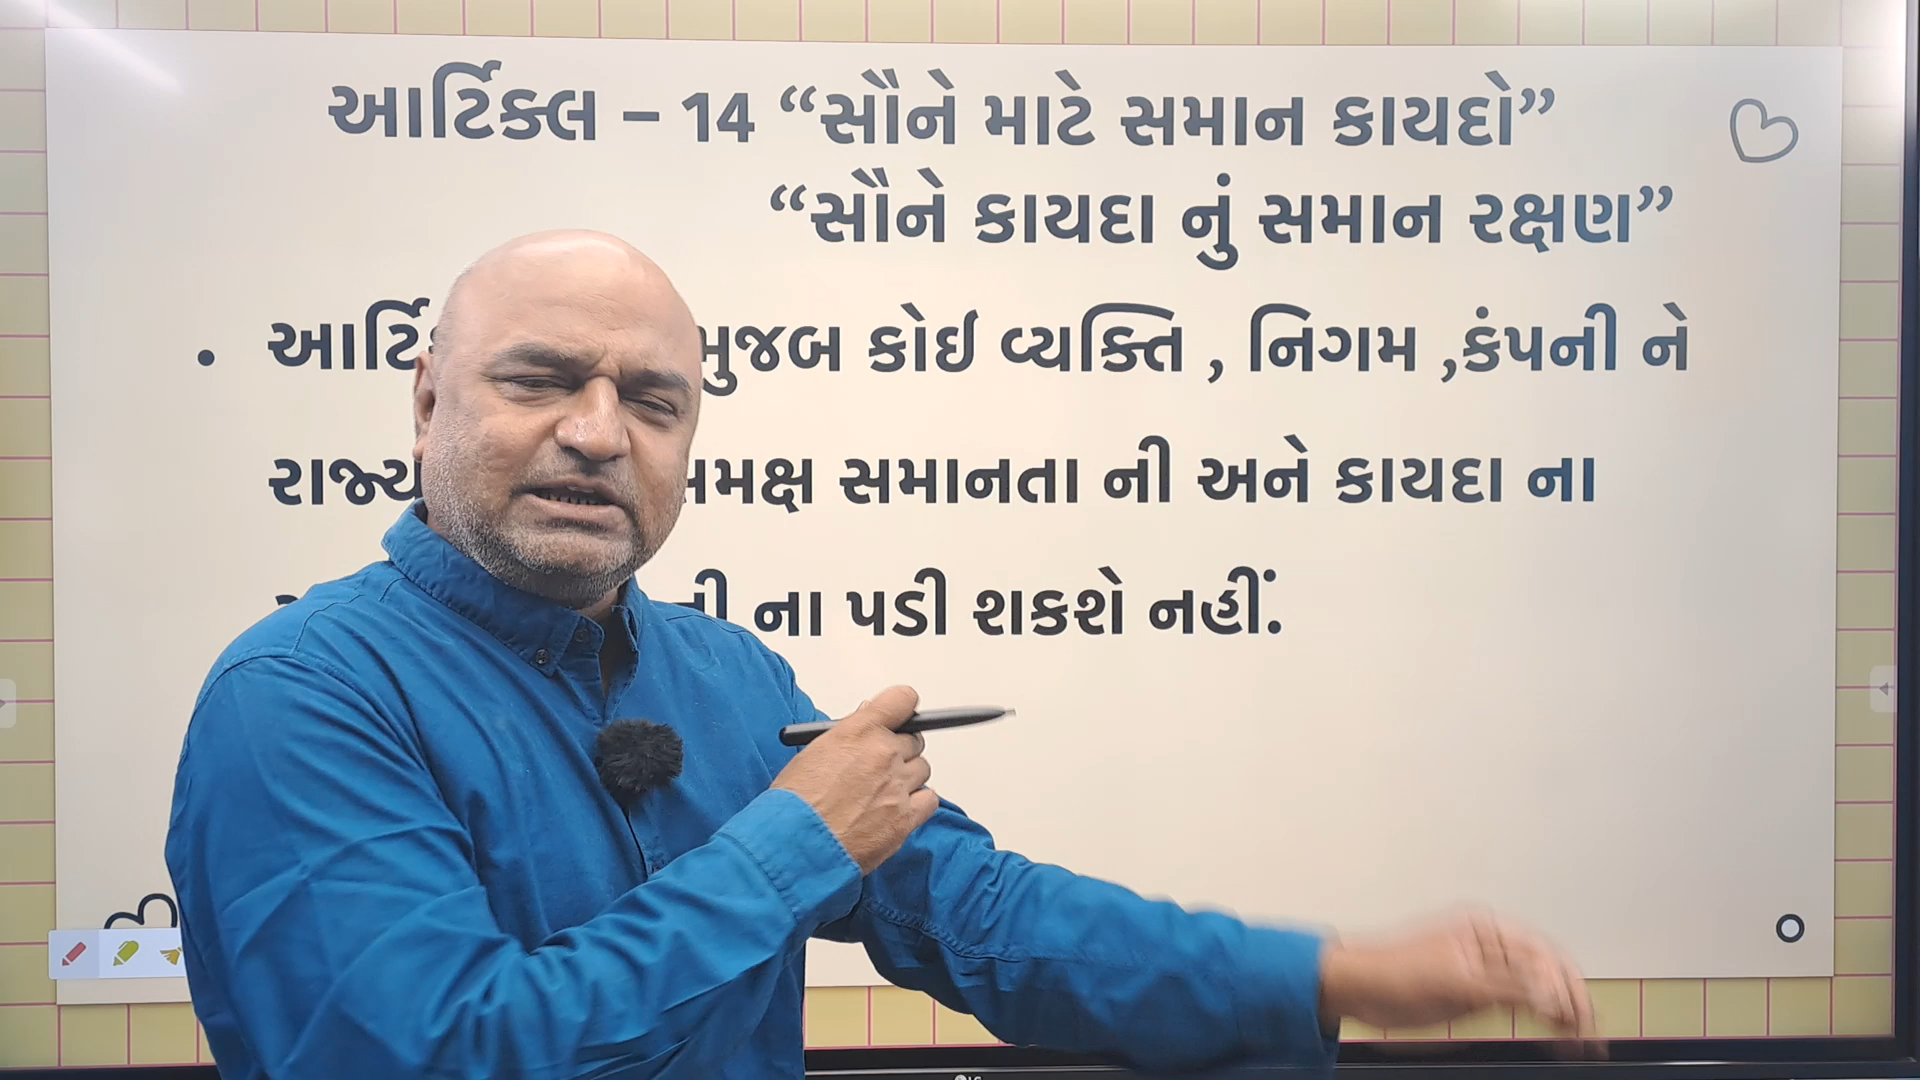 આર્ટિકલ – 14 “સૌને માટે સમાન કાયદો”
“સૌને કાયદા નું સમાન રક્ષણ”
• મુજબ કોઈ વ્યક્તિ , નિગમ ,કંપની ને
સમાનતા ની અને કાયદા ના
ના પડી શકશે નહીં.